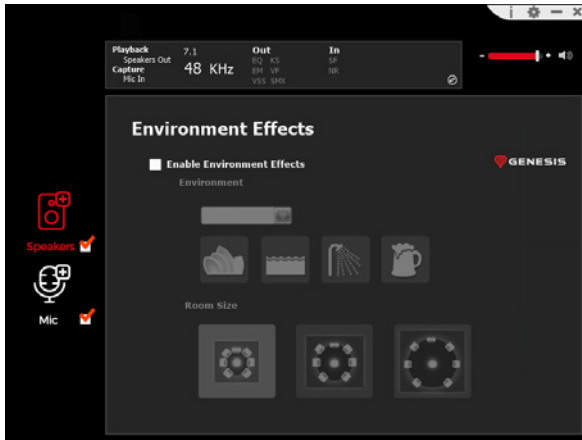 Playback 7.1 Out In
Speakers Out EQ KS SF
Capture 48 KHz EM VF NR
Mic In VSS SMX
Environment Effects
Enable Environment Effects
GENESIS
Environment
Speakers
Room Size
Mic